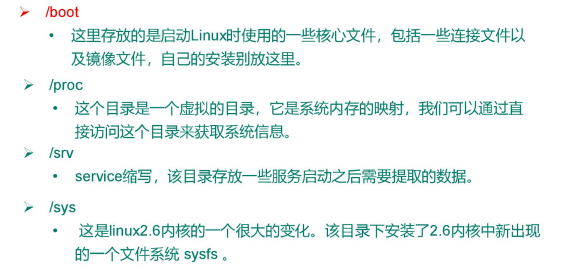 ➢ /boot
• 这里存放的是启动Linux时使用的一些核心文件，包括一些连接文件以
及镜像文件，自己的安装别放这里。
➢ /proc
• 这个目录是一个虚拟的目录，它是系统内存的映射，我们可以通过直
接访问这个目录来获取系统信息。
➢ /srv
• service缩写，该目录存放一些服务启动之后需要提取的数据。
➢ /sys
• 这是linux2.6内核的一个很大的变化。该目录下安装了2.6内核中新出现
的一个文件系统 sysfs 。